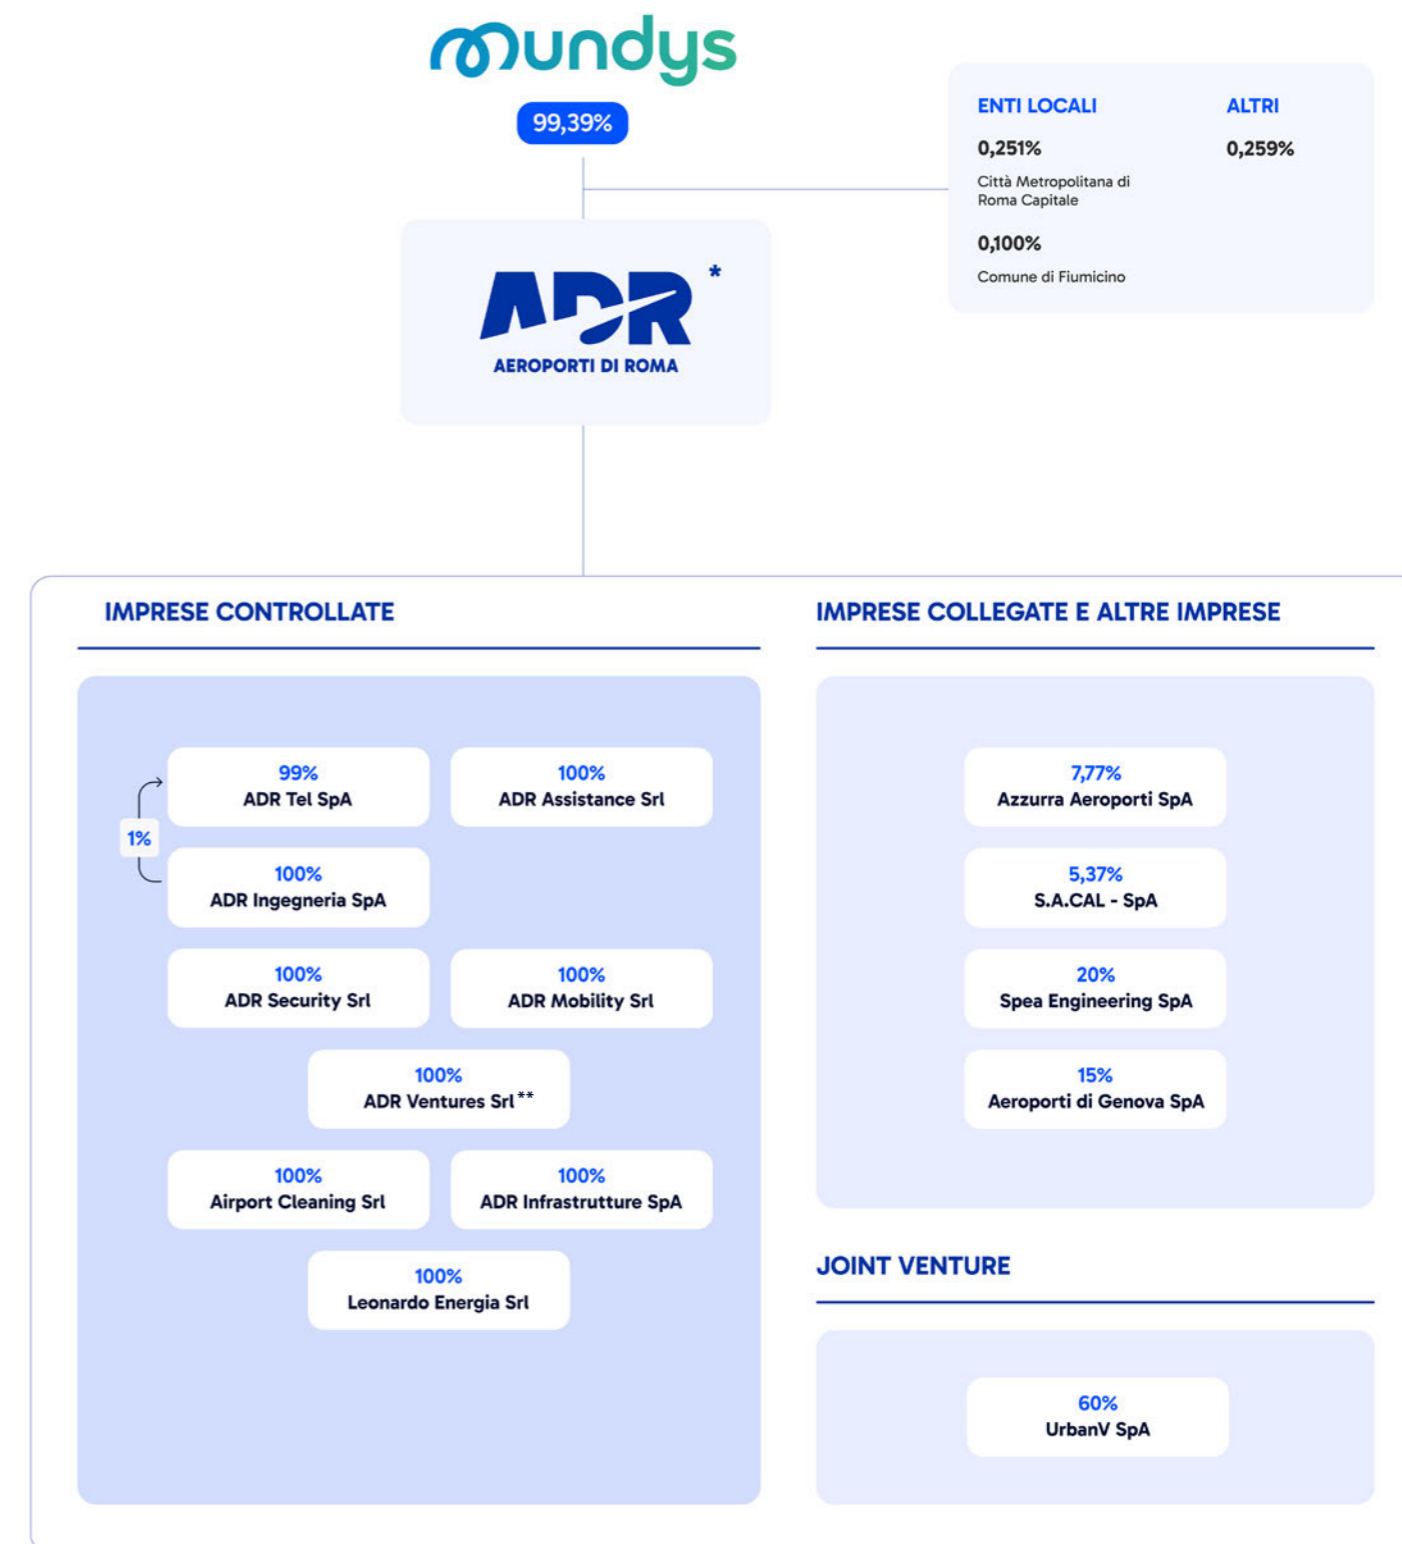 mundys
99,39%
ENTI LOCALI
ALTRI
0,251%
0,259%
Città Metropolitana di
Roma Capitale
0,100%
Comune di Fiumicino
ADR *
AEROPORTI DI ROMA
IMPRESE CONTROLLATE
99%
ADR Tel SpA
100%
ADR Assistance Srl
1%
100%
ADR Ingegneria SpA
100%
ADR Security Srl
100%
ADR Mobility Srl
100%
ADR Ventures Srl**
100%
Airport Cleaning Srl
100%
ADR Infrastrutture SpA
100%
Leonardo Energia Srl
IMPRESE COLLEGATE E ALTRE IMPRESE
7,77%
Azzurra Aeroporti SpA
5,37%
S.A.CAL - SpA
20%
Spea Engineering SpA
15%
Aeroporti di Genova SpA
JOINT VENTURE
60%
UrbanV SpA